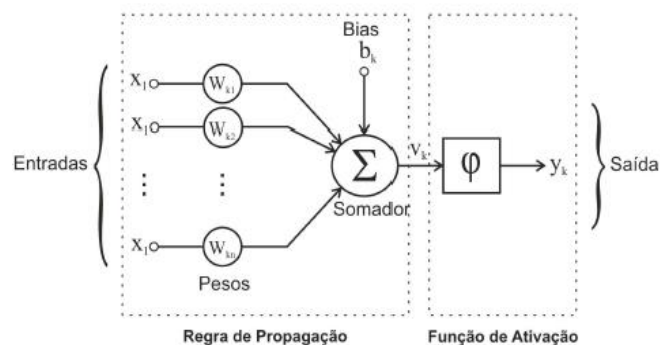 Bias
b_k
x_1
W_k1
x_1
W_k2
Entradas
Σ
v_k
φ
y_k
Saída
Somador
x_1
W_kn
Pesos
Regra de Propagação
Função de Ativação